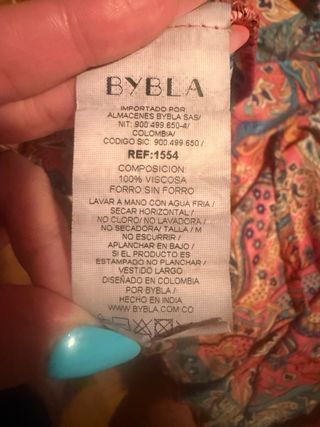 BYBLA
IMPORTADO POR:
ALMACENES BYBLA SAS/
NIT: 900 499 650-4/
COLOMBIA/
CODIGO SIC: 900 499 650 /
REF:1554
COMPOSICION:
100% VISCOSA
FORRO SIN FORRO
LAVAR A MANO CON AGUA FRIA /
SECAR HORIZONTAL /
NO CLORO/ NO LAVADORA /
NO SECADORA/ TALLA / M
NO ESCURRIR /
APLANCHAR EN BAJO /
SI EL PRODUCTO ES
ESTAMPADO NO PLANCHAR /
VESTIDO LARGO
DISEÑADO EN COLOMBIA
POR BYBLA /
HECHO EN INDIA
WWW.BYBLA.COM.CO